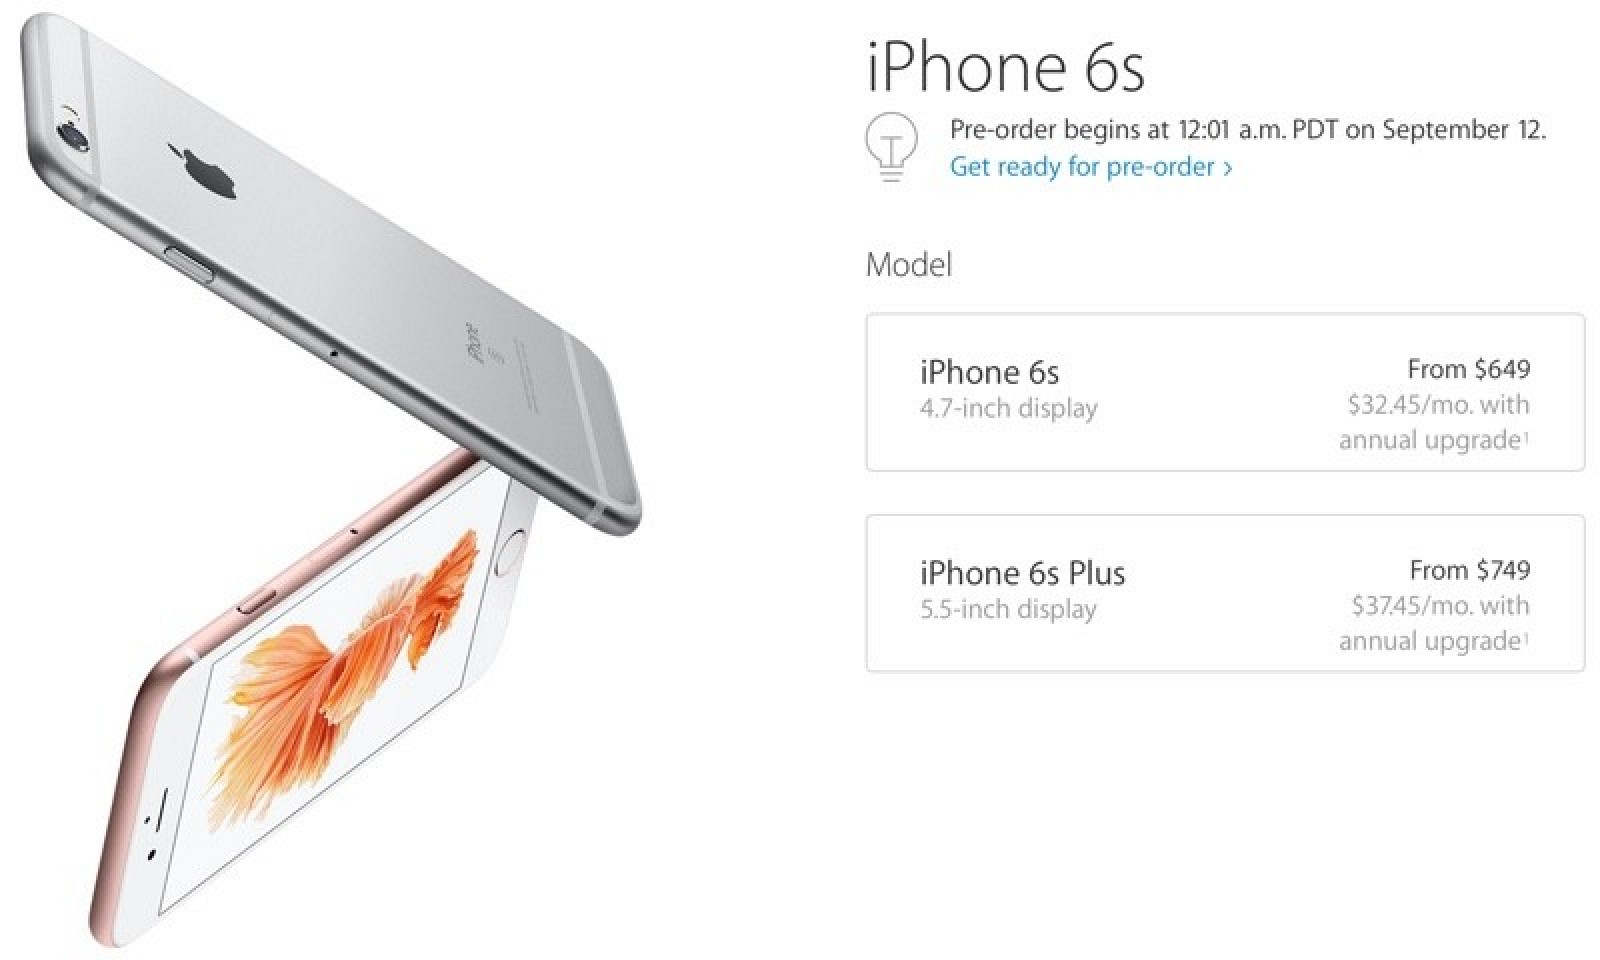 iPhone 6s
Pre-order begins at 12:01 a.m. PDT on September 12.
Get ready for pre-order ›
Model
iPhone 6s
From $649
4.7-inch display
$32.45/mo. with
annual upgrade¹
iPhone 6s Plus
From $749
5.5-inch display
$37.45/mo. with
annual upgrade¹
iPhone